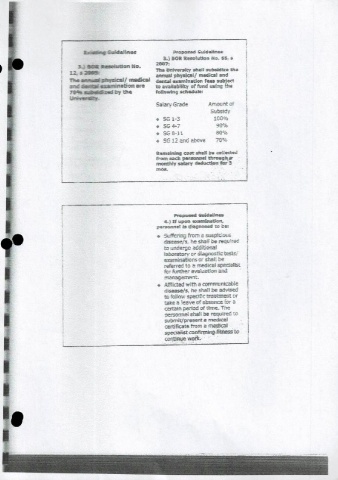 Existing Guidelines
3.) BOR Resolution No.
12, s 2005:
The annual physical/ medical
and dental examination are
75% subsidized by the
University.
Proposed Guidelines
3.) BOR Resolution No. 55, s
2007:
The University shall subsidize the
annual physical/ medical and
dental examination fees subject
to availability of fund using the
following schedule:
Salary Grade Amount of
Subsidy
SG 1-3 100%
SG 4-7 90%
SG 8-11 80%
SG 12 and above 75%
Remaining cost shall be collected
from each personnel through
monthly salary deduction for 3
mos.
Proposed Guidelines
4.) If upon examination,
personnel is diagnosed to be:
Suffering from a suspicious
disease/s, he shall be required
to undergo additional
laboratory or diagnostic tests/
examinations or shall be
referred to a medical specialist
for further evaluation and
management.
Afflicted with a communicable
disease/s, he shall be advised
to follow specific treatment or
take a leave of absence for a
certain period of time. The
personnel shall be required to
submit/present a medical
certificate from a medical
specialist confirming fitness to
continue work.